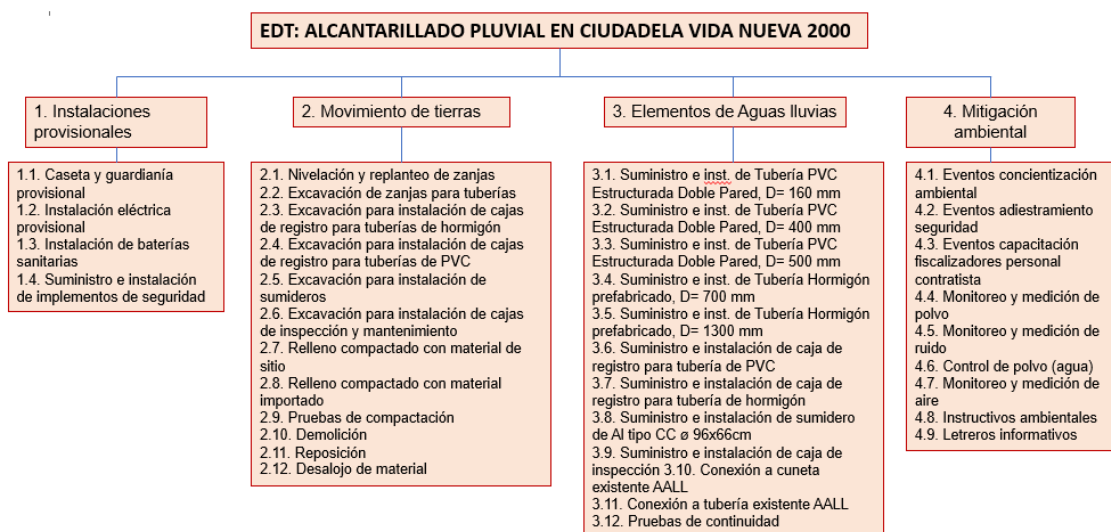 EDT: ALCANTARILLADO PLUVIAL EN CIUDADELA VIDA NUEVA 2000
1. Instalaciones
provisionales
1.1. Caseta y guardianía
provisional
1.2. Instalación eléctrica
provisional
1.3. Instalación de baterías
sanitarias
1.4. Suministro e instalación
de implementos de seguridad
2. Movimiento de tierras
2.1. Nivelación y replanteo de zanjas
2.2. Excavación de zanjas para tuberías
2.3. Excavación para instalación de cajas
de registro para tuberías de hormigón
2.4. Excavación para instalación de cajas
de registro para tuberías de PVC
2.5. Excavación para instalación de
sumideros
2.6. Excavación para instalación de cajas
de inspección y mantenimiento
2.7. Relleno compactado con material de
sitio
2.8. Relleno compactado con material
importado
2.9. Pruebas de compactación
2.10. Demolición
2.11. Reposición
2.12. Desalojo de material
3. Elementos de Aguas lluvias
3.1. Suministro e inst. de Tubería PVC
Estructurada Doble Pared, D= 160 mm
3.2. Suministro e inst. de Tubería PVC
Estructurada Doble Pared, D= 400 mm
3.3. Suministro e inst. de Tubería PVC
Estructurada Doble Pared, D= 500 mm
3.4. Suministro e inst. de Tubería Hormigón
prefabricado, D= 700 mm
3.5. Suministro e inst. de Tubería Hormigón
prefabricado, D= 1300 mm
3.6. Suministro e instalación de caja de
registro para tubería de PVC
3.7. Suministro e instalación de caja de
registro para tubería de hormigón
3.8. Suministro e instalación de sumidero
de Al tipo CC ø 96x66cm
3.9. Suministro e instalación de caja de
inspección 3.10. Conexión a cuneta
existente AALL
3.11. Conexión a tubería existente AALL
3.12. Pruebas de continuidad
4. Mitigación
ambiental
4.1. Eventos concientización
ambiental
4.2. Eventos adiestramiento
seguridad
4.3. Eventos capacitación
fiscalizadores personal
contratista
4.4. Monitoreo y medición de
polvo
4.5. Monitoreo y medición de
ruido
4.6. Control de polvo (agua)
4.7. Monitoreo y medición de
aire
4.8. Instructivos ambientales
4.9. Letreros informativos